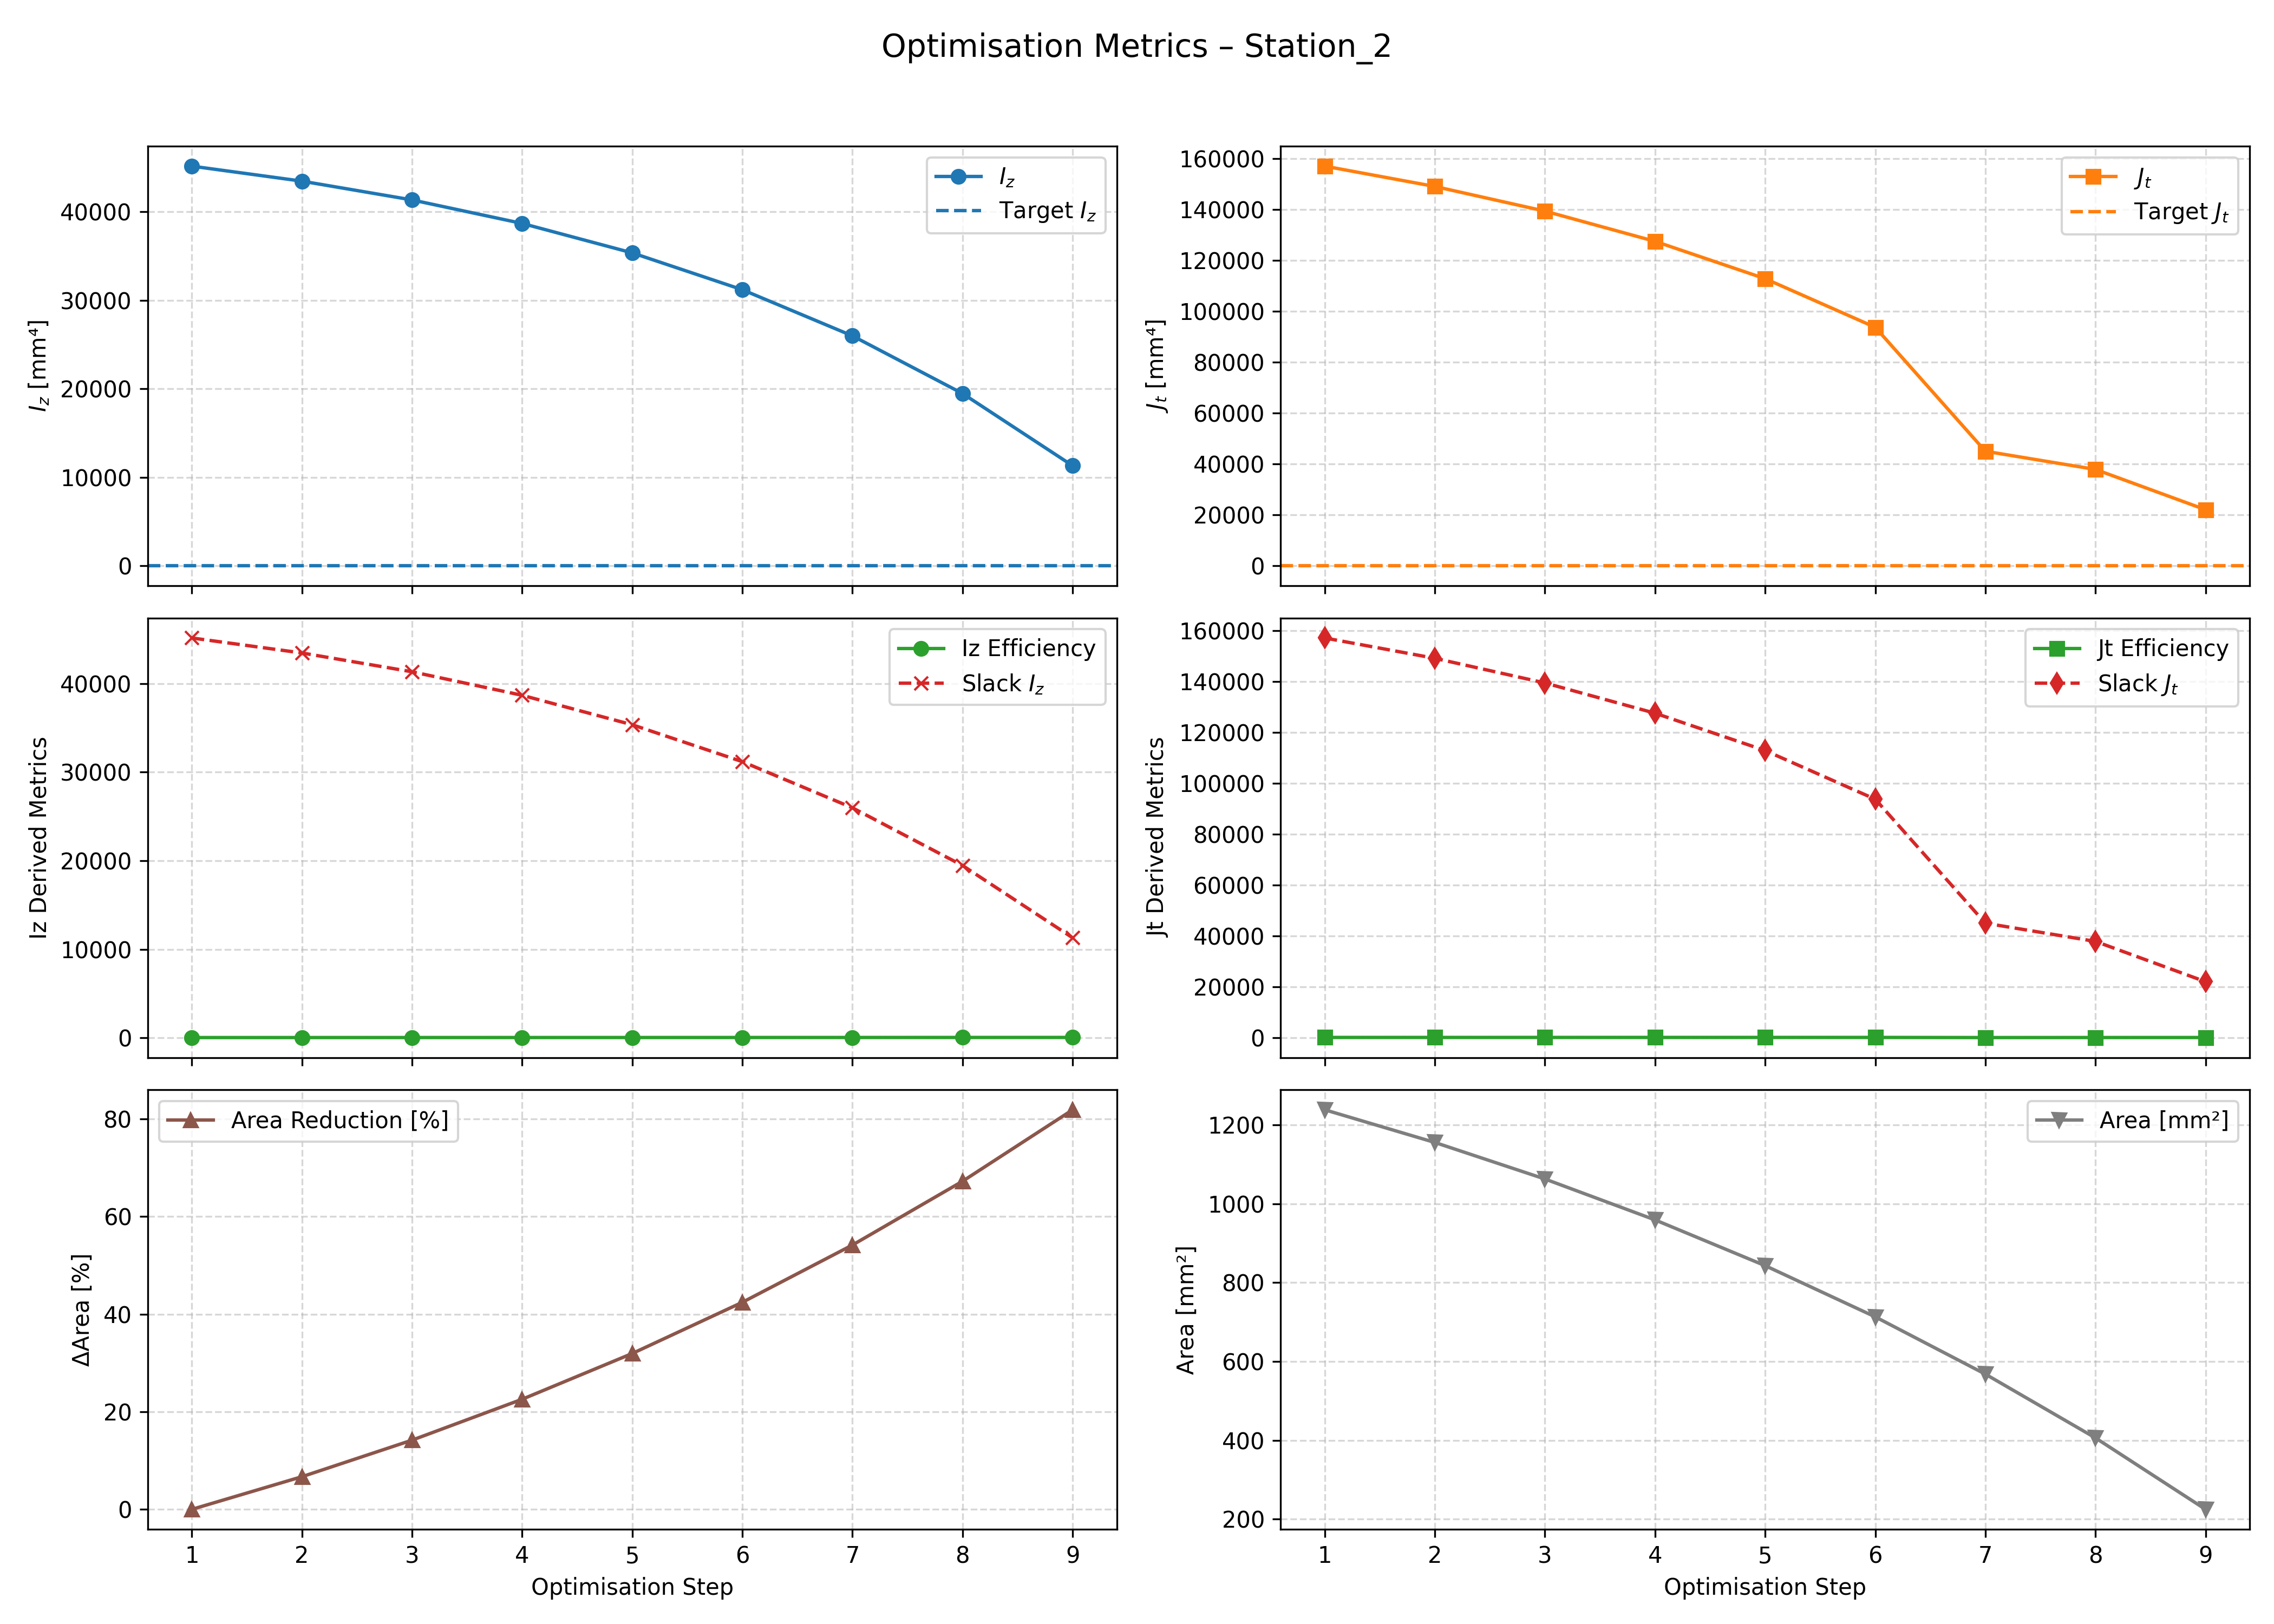 Optimisation Metrics – Station_2
I_z [mm⁴]
40000
30000
20000
10000
0
I_z
Target I_z
J_t [mm⁴]
160000
140000
120000
100000
80000
60000
40000
20000
0
J_t
Target J_t
Iz Derived Metrics
40000
30000
20000
10000
0
Iz Efficiency
Slack I_z
Jt Derived Metrics
160000
140000
120000
100000
80000
60000
40000
20000
0
Jt Efficiency
Slack J_t
ΔArea [%]
80
60
40
20
0
Area Reduction [%]
1 2 3 4 5 6 7 8 9
Optimisation Step
Area [mm²]
1200
1000
800
600
400
200
Area [mm²]
1 2 3 4 5 6 7 8 9
Optimisation Step